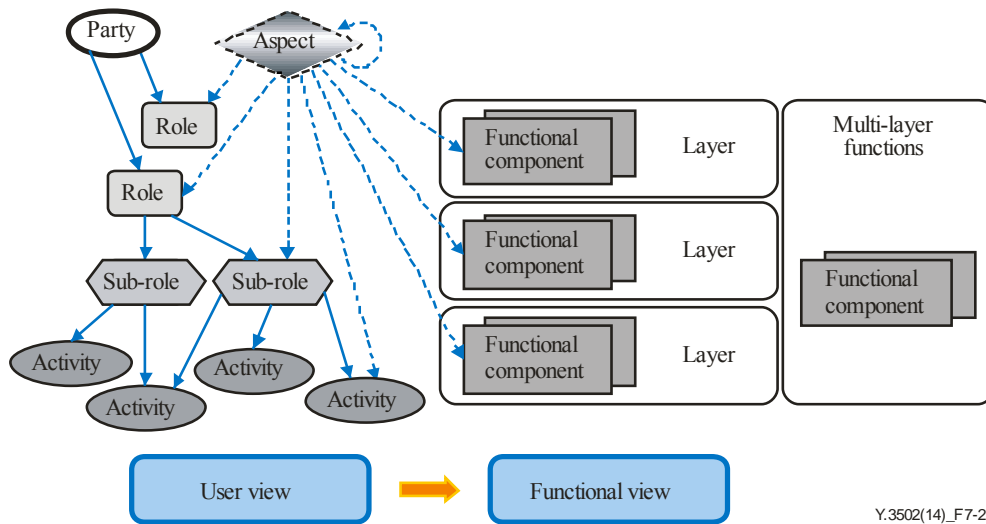 Party
Aspect
Role
Role
Sub-role
Sub-role
Activity
Activity
Activity
Activity
Functional
component
Layer
Functional
component
Layer
Functional
component
Layer
Multi-layer
functions
Functional
component
User view
Functional view
Y.3502(14)_F7-2